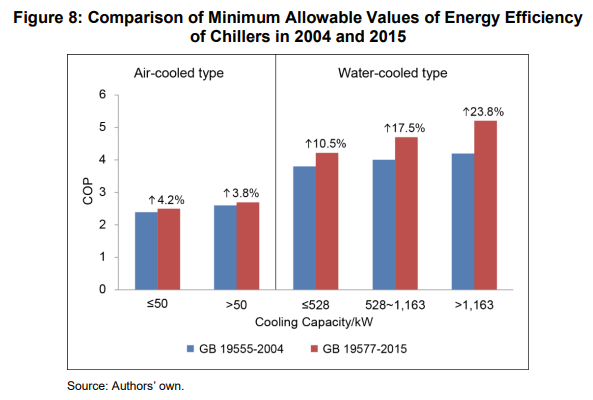 Figure 8: Comparison of Minimum Allowable Values of Energy Efficiency
of Chillers in 2004 and 2015
Air-cooled type
Water-cooled type
6
5
4
3
2
1
0
COP
↑4.2%
↑3.8%
↑10.5%
↑17.5%
↑23.8%
≤50
>50
≤528
528~1,163
>1,163
Cooling Capacity/kW
GB 19555-2004
GB 19577-2015
Source: Authors’ own.